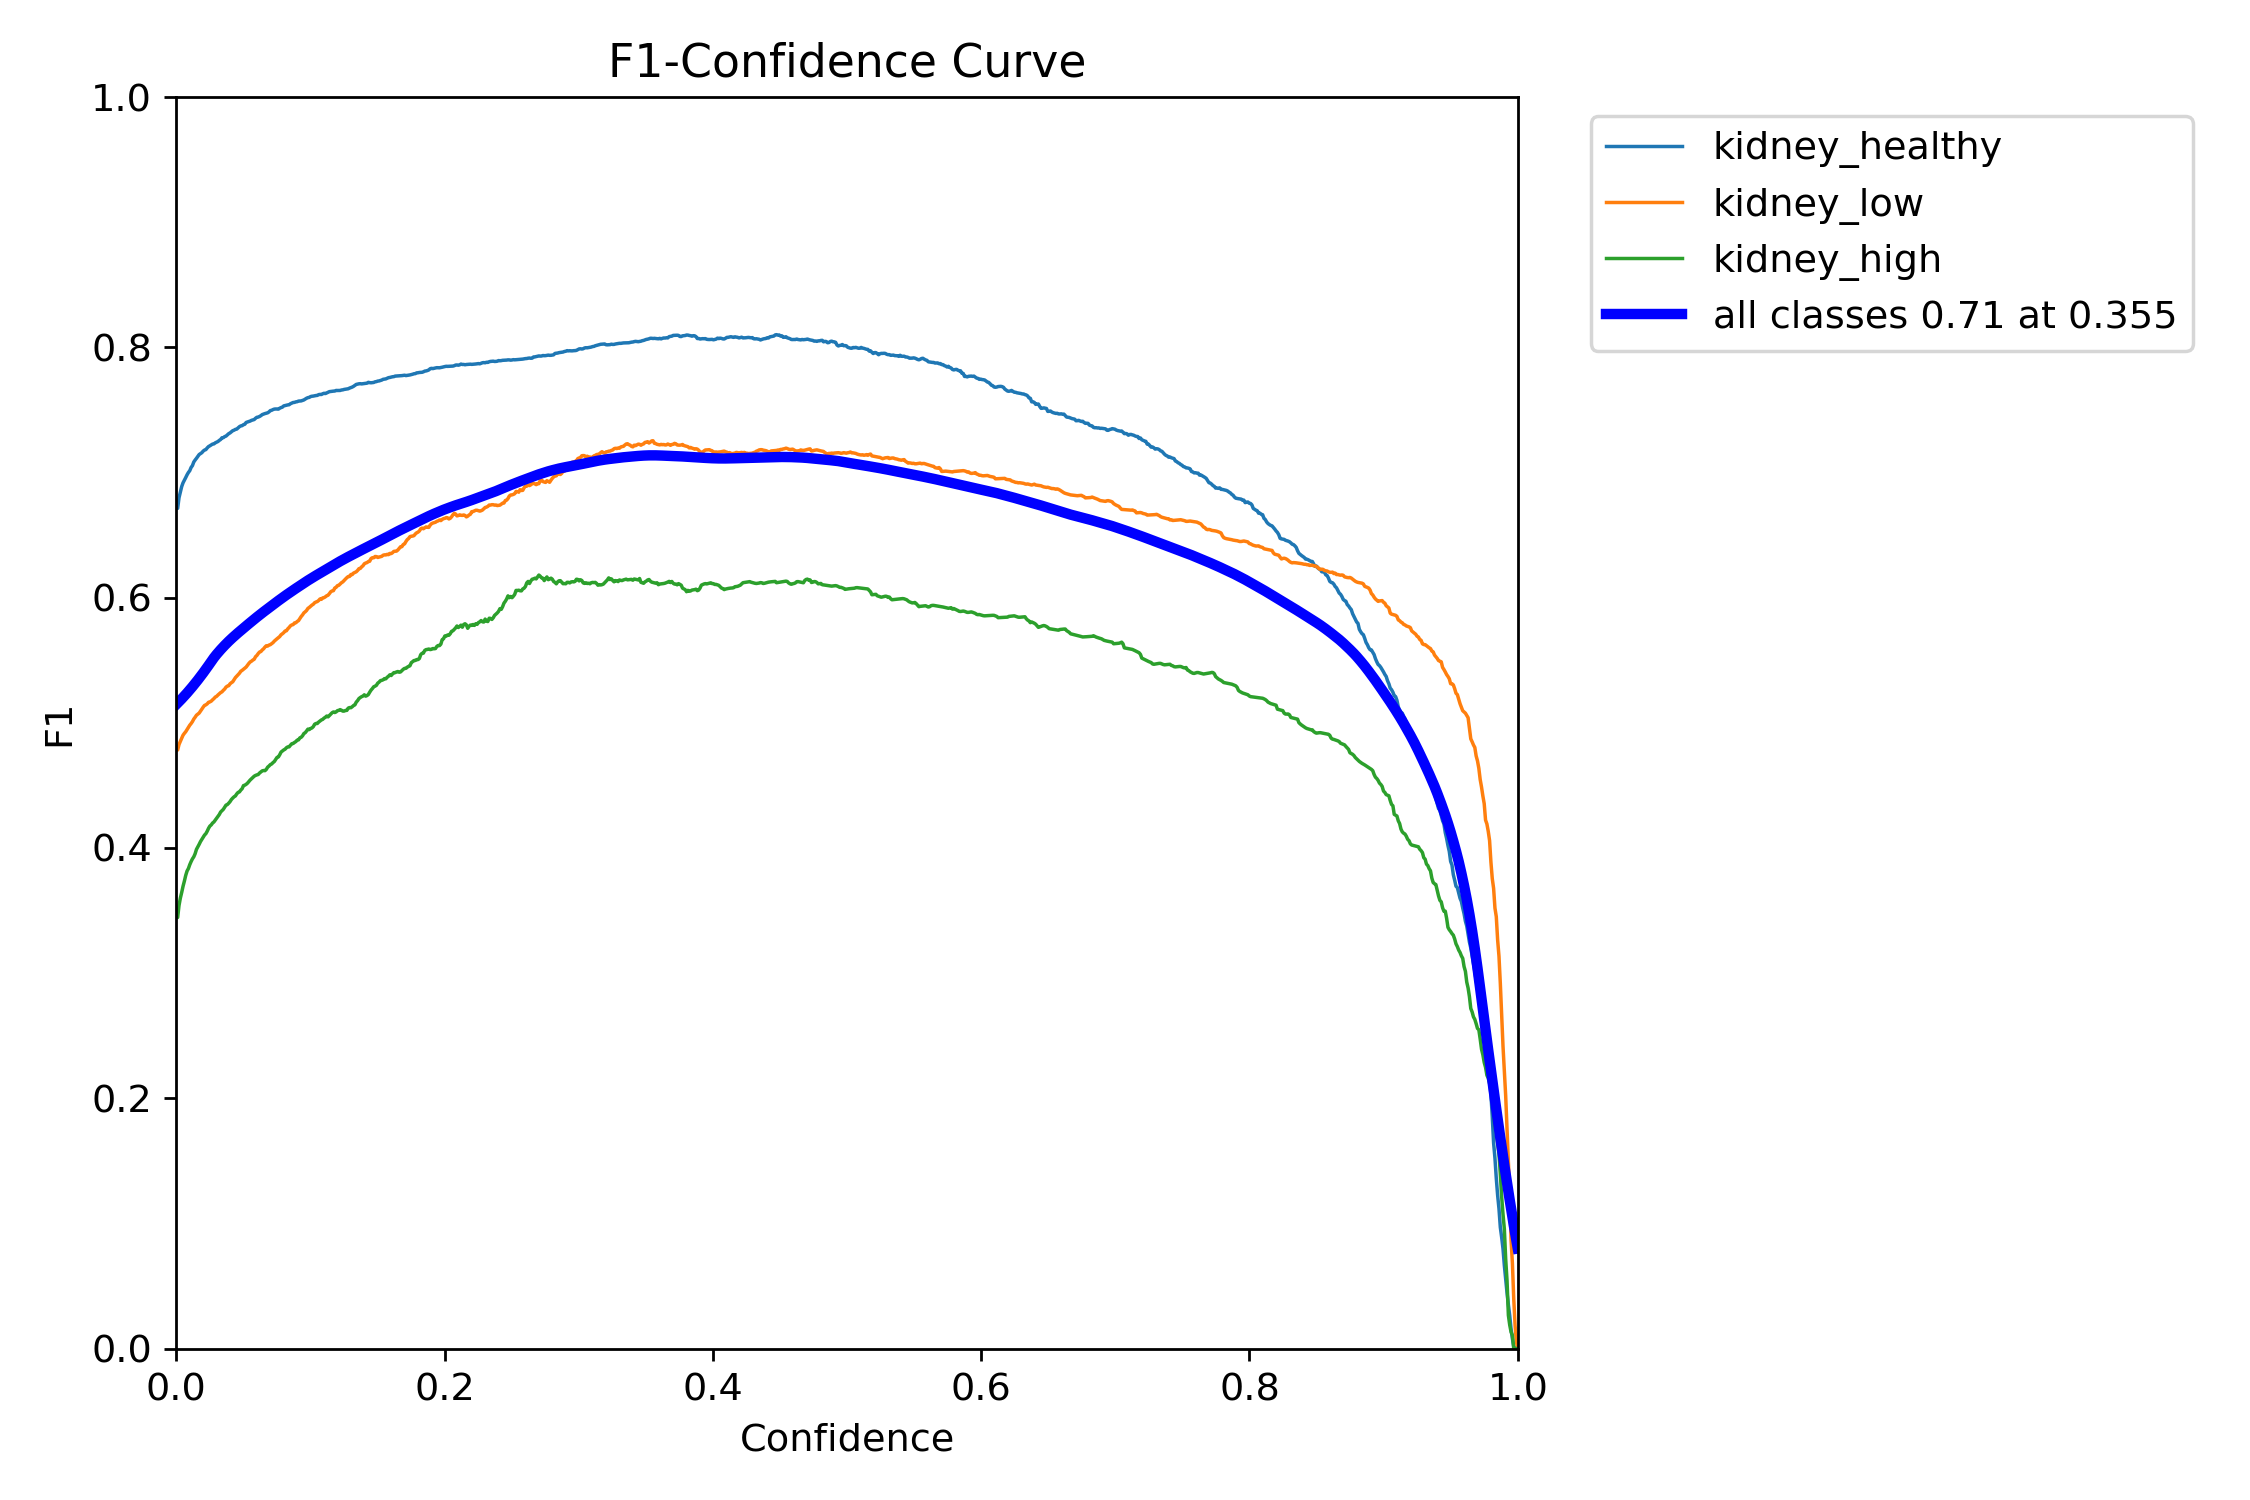 F1-Confidence Curve
1.0
0.8
0.6
0.4
0.2
0.0
F1
0.0 0.2 0.4 0.6 0.8 1.0
Confidence
kidney_healthy
kidney_low
kidney_high
all classes 0.71 at 0.355